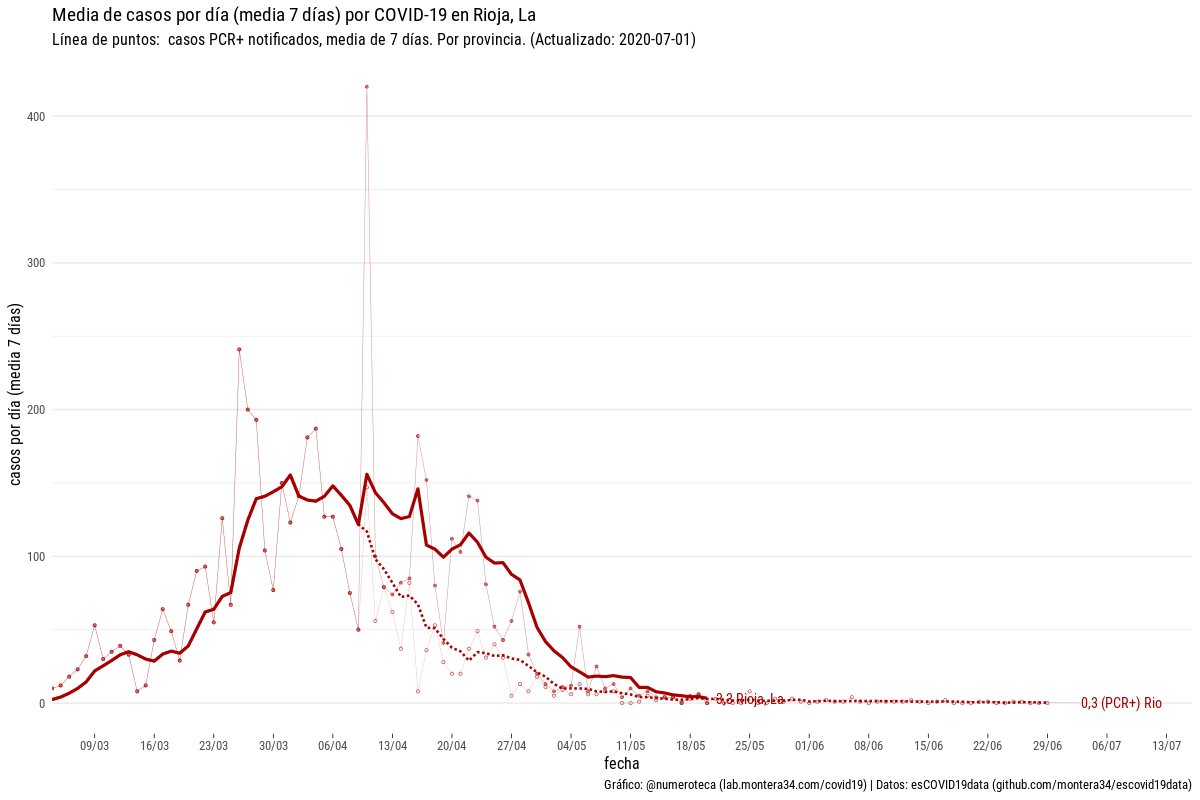 Media de casos por día (media 7 días) por COVID-19 en Rioja, La
Línea de puntos:  casos PCR+ notificados, media de 7 días. Por provincia. (Actualizado: 2020-07-01)
casos por día (media 7 días)
400
300
200
100
0
3,3 Rioja, La
0,3 (PCR+) Rio
09/03 16/03 23/03 30/03 06/04 13/04 20/04 27/04 04/05 11/05 18/05 25/05 01/06 08/06 15/06 22/06 29/06 06/07 13/07
fecha
Gráfico: @numeroteca (lab.montera34.com/covid19) | Datos: esCOVID19data (github.com/montera34/escovid19data)